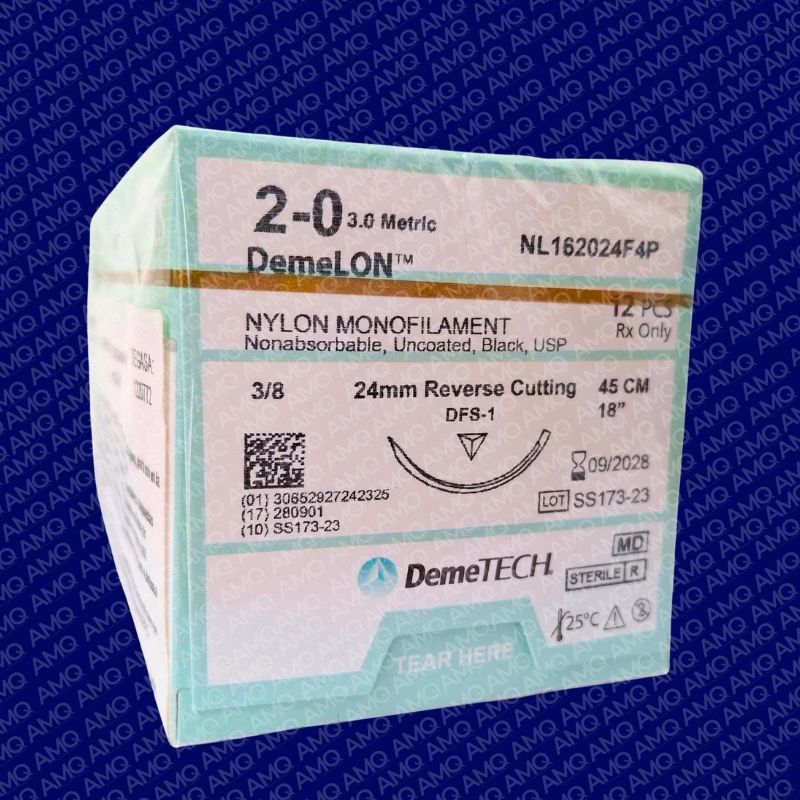 2-0 3.0 Metric
NL162024F4P
DemeLON™
12 PCS
Rx Only
NYLON MONOFILAMENT
Nonabsorbable, Uncoated, Black, USP
3/8
24mm Reverse Cutting
45 CM
DFS-1
18”
09/2028
LOT SS173-23
(01) 30652927242325
(17) 280901
(10) SS173-23
DemeTECH
MD
STERILE R
25°C
TEAR HERE
AMQ